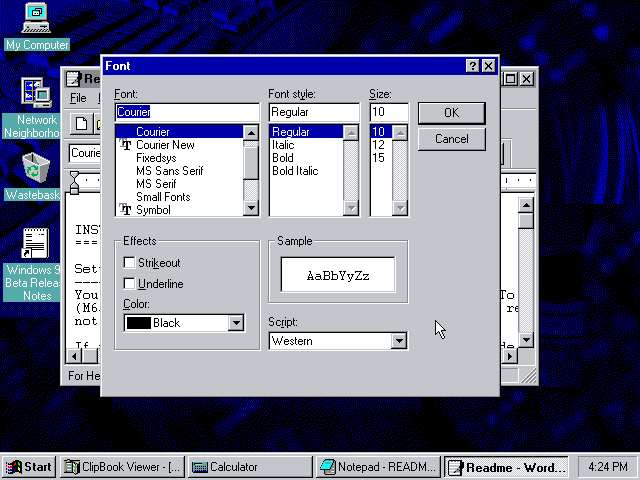 My Computer
Network
Neighborho
Wastebask
Windows 9
Beta Releas
Notes
Re
File
Courie
INST
===
Sett
----
You
(M6.
not
For He
Font
Font:
Courier
Courier
Courier New
Fixedsys
MS Sans Serif
MS Serif
Small Fonts
Symbol
Font style:
Regular
Regular
Italic
Bold
Bold Italic
Size:
10
10
12
15
OK
Cancel
Effects
Strikeout
Underline
Color:
Black
Sample
AaBbYyZz
Script:
Western
To
re
de
Start
ClipBook Viewer - [...
Calculator
Notepad - README...
Readme - Word...
4:24 PM